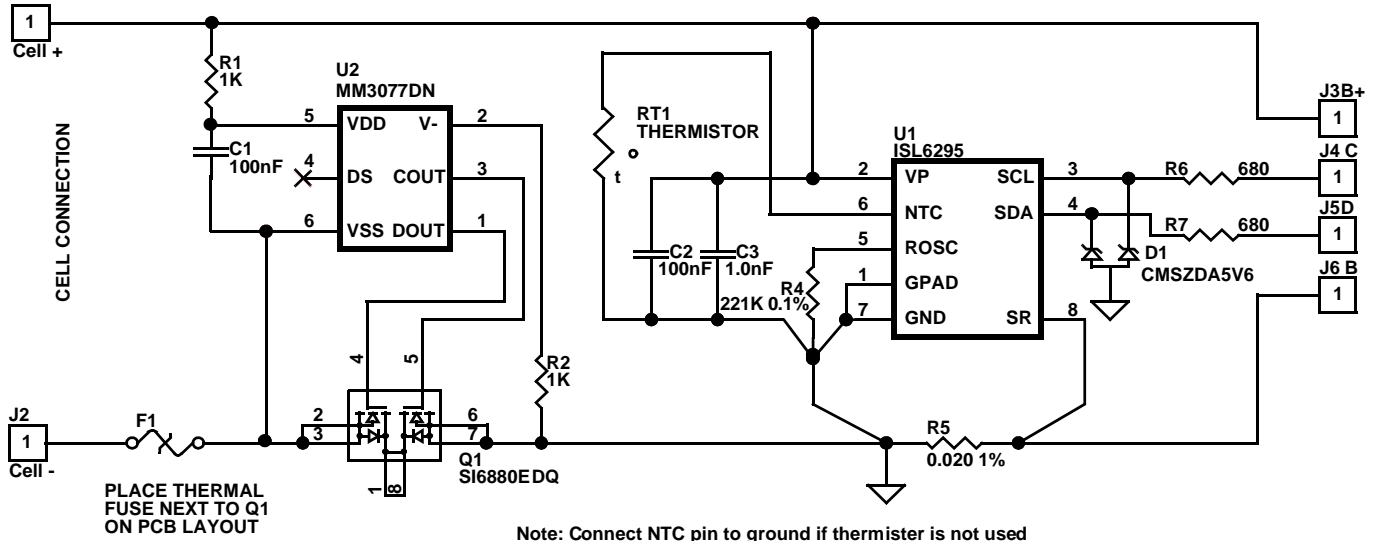 1
Cell +
R1
1K
U2
MM3077DN
5
VDD
V-
2
4
DS
COUT
3
6
VSS
DOUT
1
C1
100nF
CELL CONNECTION
RT1
THERMISTOR
t
U1
ISL6295
2
VP
SCL
3
6
NTC
SDA
4
5
ROSC
1
GPAD
7
GND
SR
8
C2
100nF
C3
1.0nF
R4
221K 0.1%
R6
680
R7
680
D1
CMSZDA5V6
J3B+
1
J4 C
1
J5D
1
J6 B
1
4
5
R2
1K
J2
1
Cell -
F1
2
3
6
7
Q1
SI6880EDQ
1
8
R5
0.020 1%
PLACE THERMAL
FUSE NEXT TO Q1
ON PCB LAYOUT
Note: Connect NTC pin to ground if thermister is not used